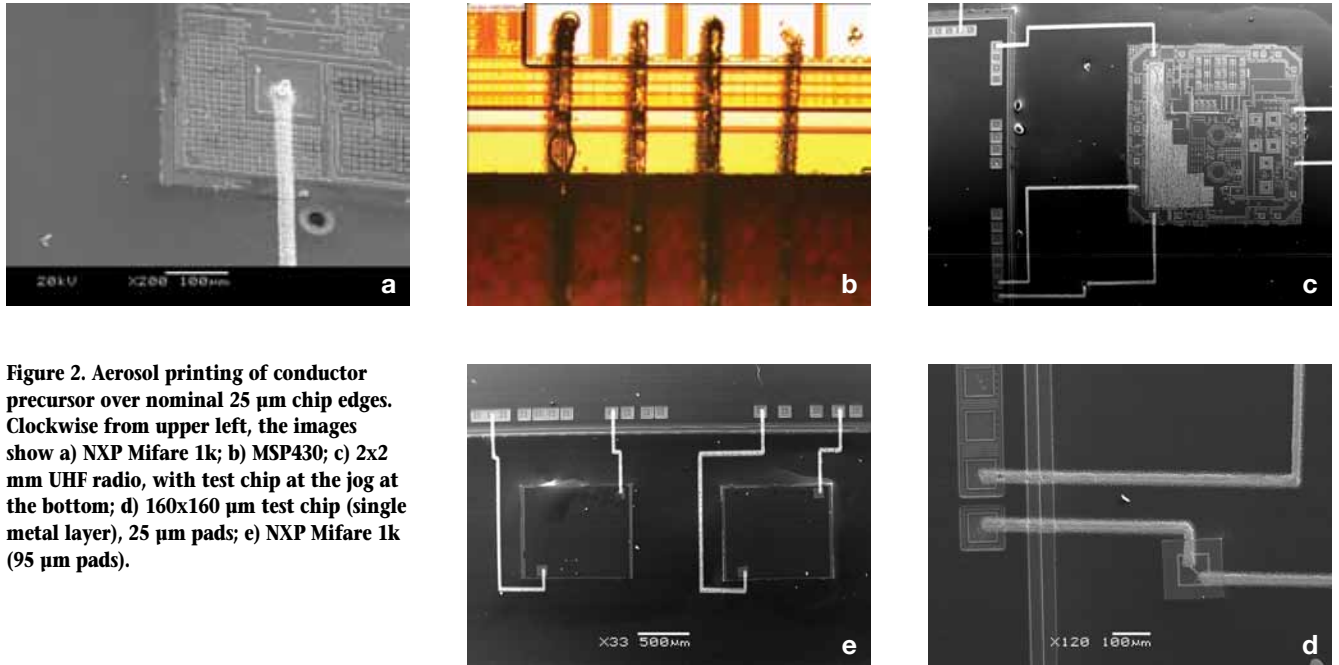 20kV X200 100µm
a
b
c
Figure 2. Aerosol printing of conductor
precursor over nominal 25 µm chip edges.
Clockwise from upper left, the images
show a) NXP Mifare 1k; b) MSP430; c) 2x2
mm UHF radio, with test chip at the jog at
the bottom; d) 160x160 µm test chip (single
metal layer), 25 µm pads; e) NXP Mifare 1k
(95 µm pads).
X33 500µm
e
X120 100µm
d